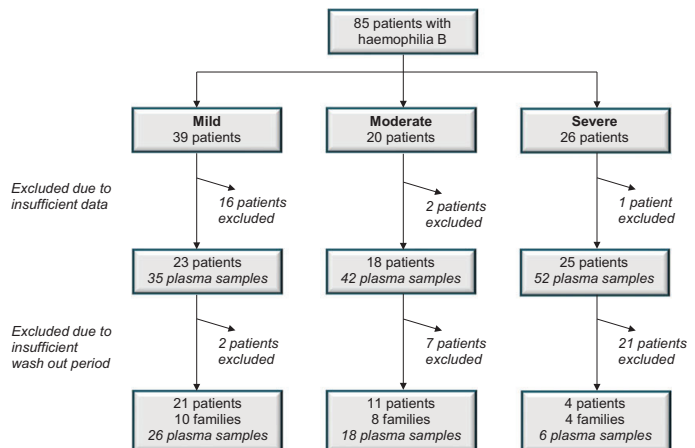 85 patients with
haemophilia B
Mild
39 patients
Moderate
20 patients
Severe
26 patients
Excluded due to
insufficient data
16 patients
excluded
2 patients
excluded
1 patient
excluded
23 patients
35 plasma samples
18 patients
42 plasma samples
25 patients
52 plasma samples
Excluded due to
insufficient
wash out period
2 patients
excluded
7 patients
excluded
21 patients
excluded
21 patients
10 families
26 plasma samples
11 patients
8 families
18 plasma samples
4 patients
4 families
6 plasma samples